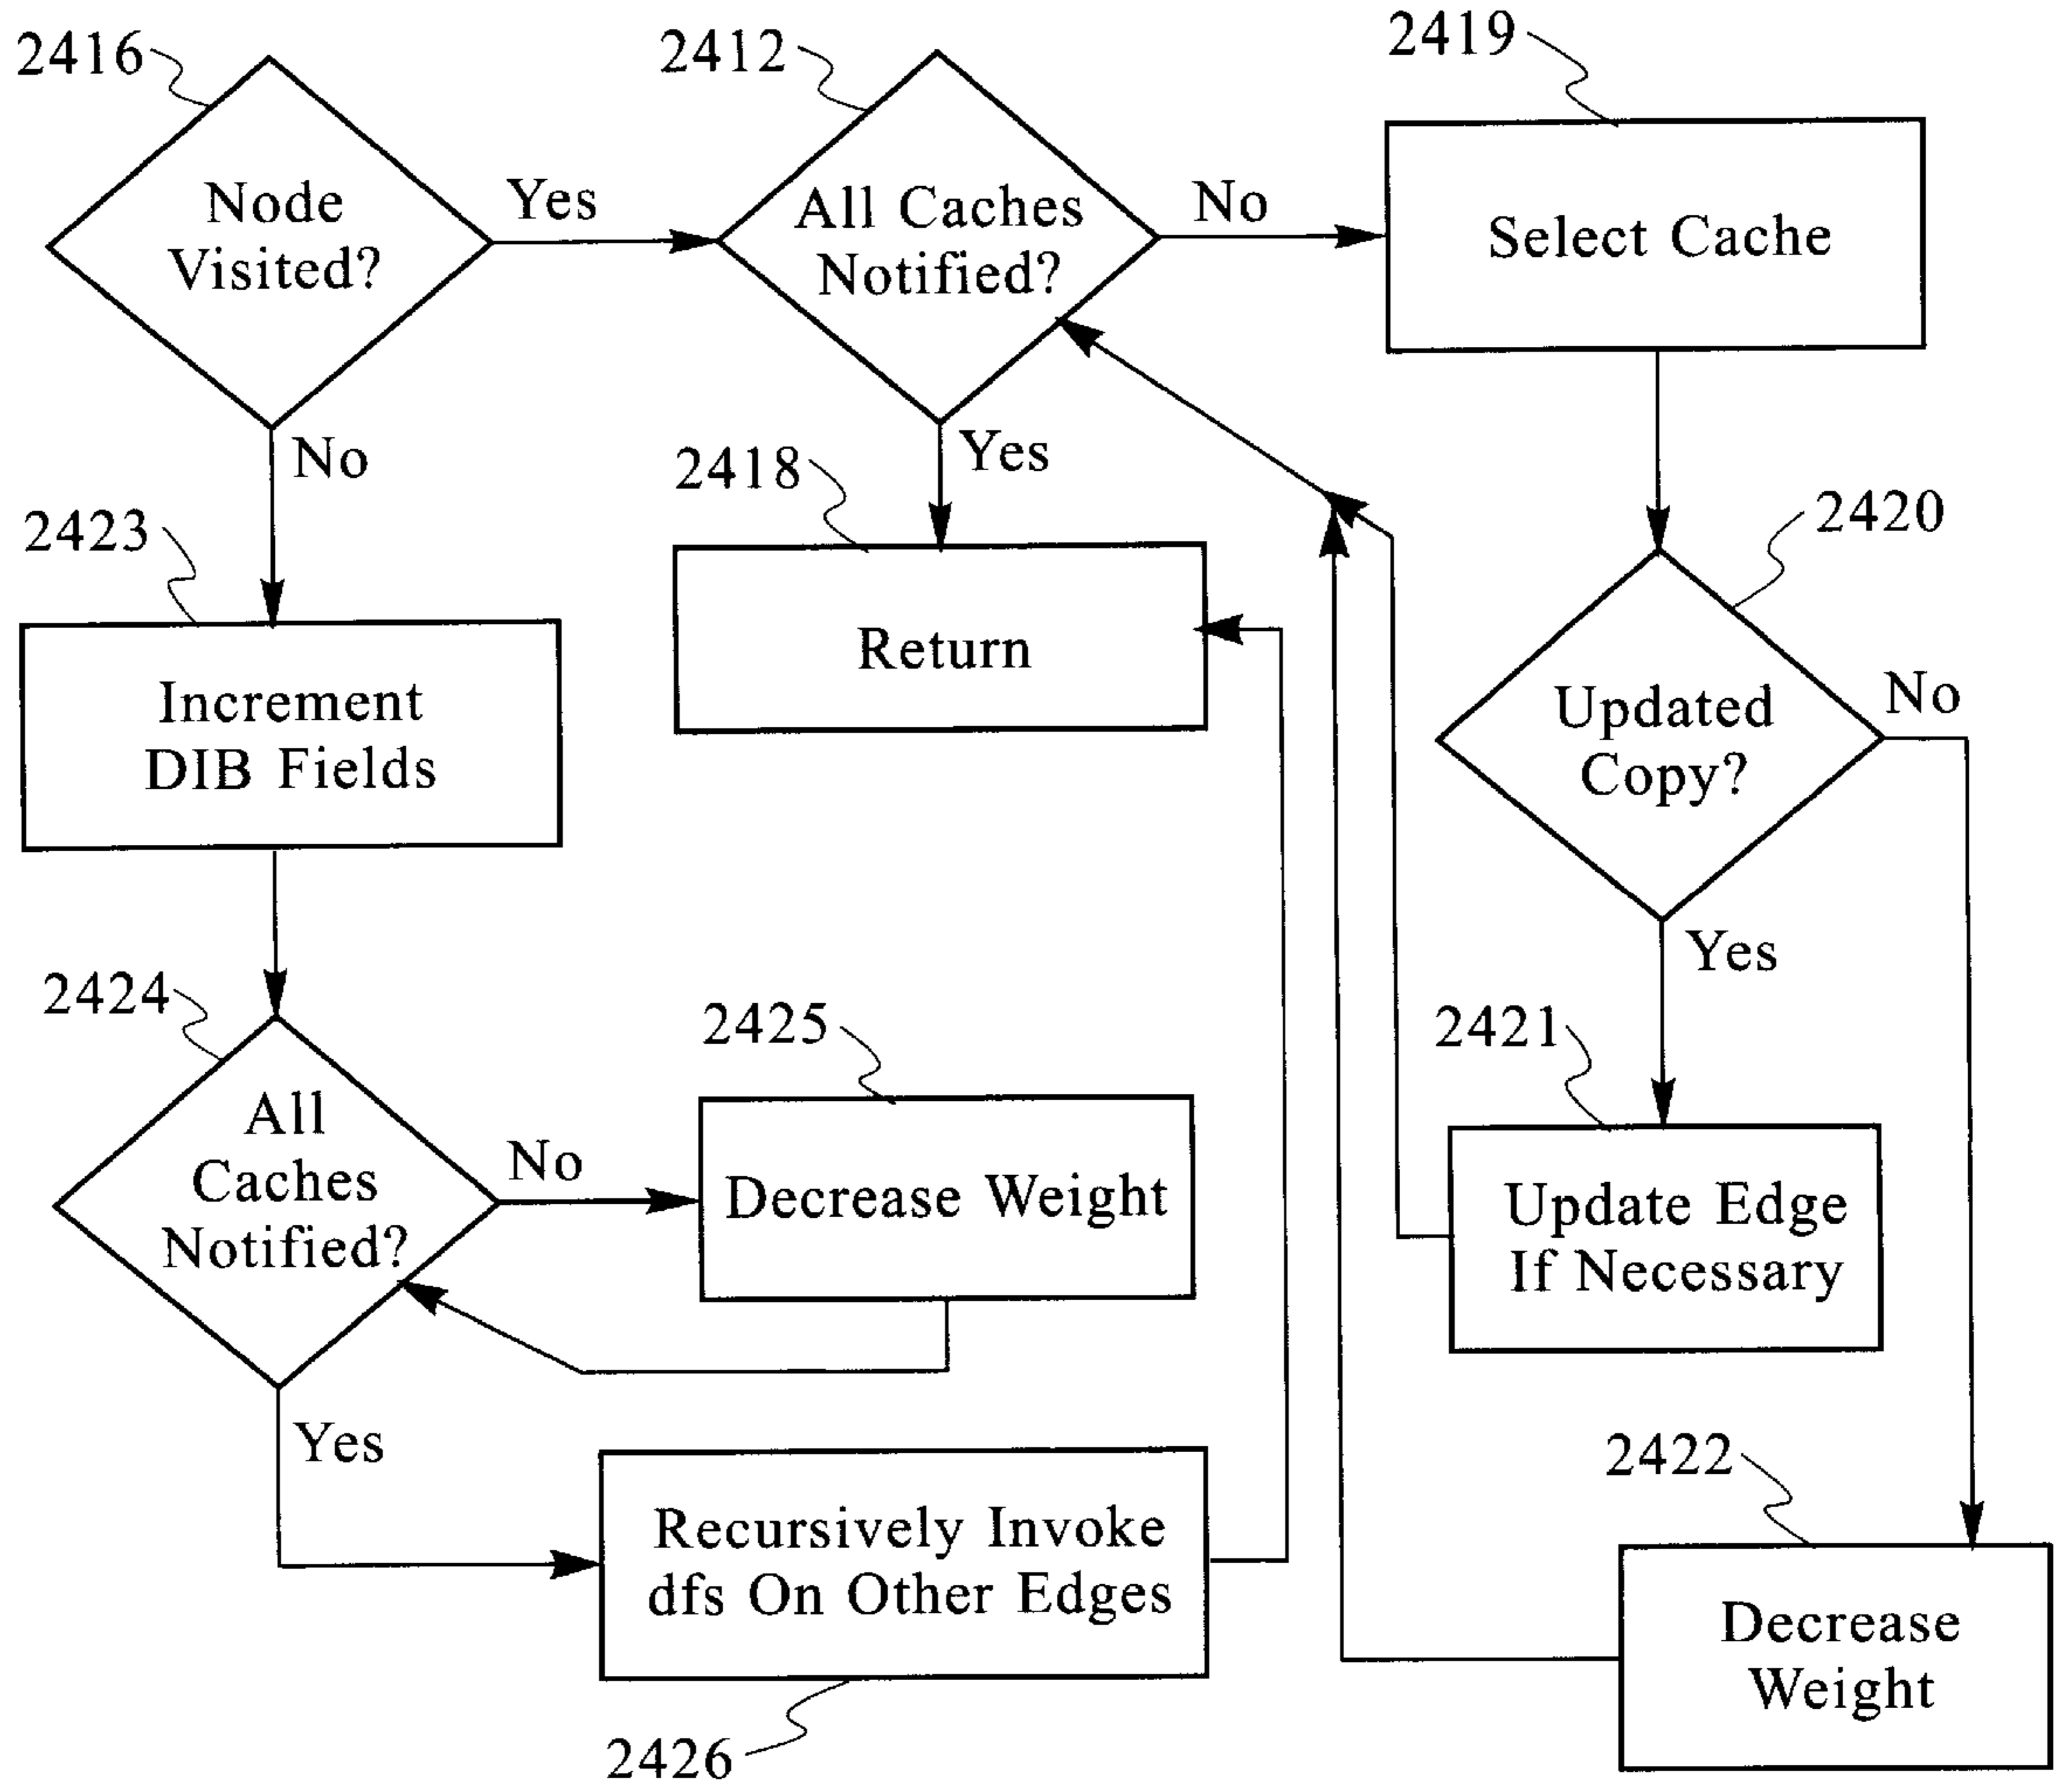 2416
2412
2419
Node
Visited?
Yes
All Caches
Notified?
No
Select Cache
No
2418
Yes
2423
2420
Return
Increment
DIB Fields
Updated
Copy?
No
Yes
2424
2425
2421
All
Caches
Notified?
No
Decrease Weight
Update Edge
If Necessary
Yes
2422
Recursively Invoke
dfs On Other Edges
Decrease
Weight
2426